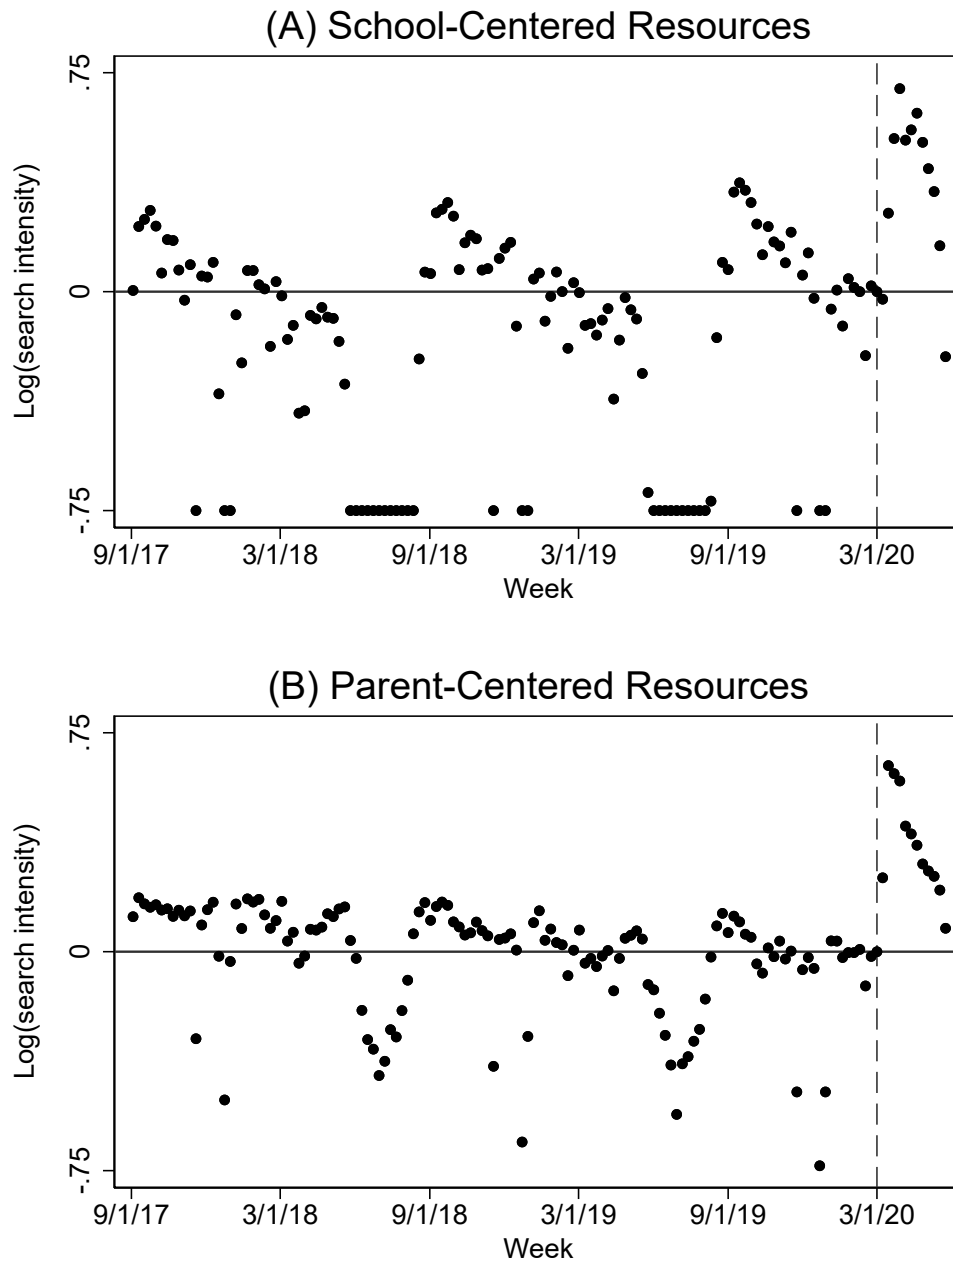 (A) School-Centered Resources
.75
0
-.75
Log(search intensity)
9/1/17 3/1/18 9/1/18 3/1/19 9/1/19 3/1/20
Week
(B) Parent-Centered Resources
.75
0
-.75
Log(search intensity)
9/1/17 3/1/18 9/1/18 3/1/19 9/1/19 3/1/20
Week